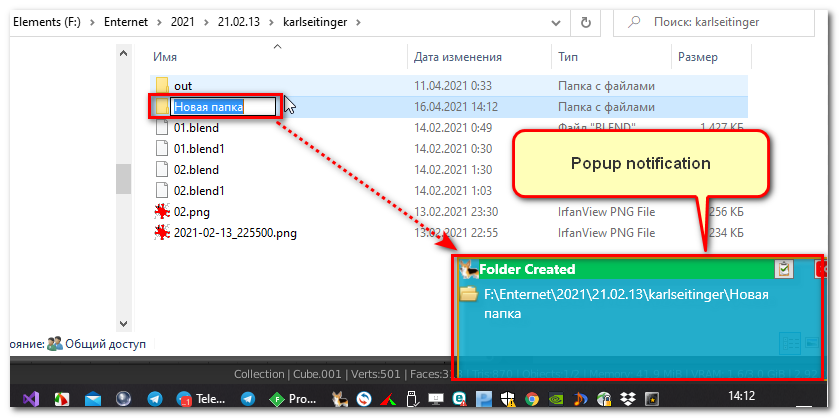 Elements (F:) › Enternet › 2021 › 21.02.13 › karlseitinger
Поиск: karlseitinger
Имя Дата изменения Тип Размер
out 11.04.2021 0:33 Папка с файлами
Новая папка 16.04.2021 14:12 Папка с файлами
01.blend 14.02.2021 0:49 Файл "BLEND" 1 427 КБ
01.blend1 14.02.2021 0:30
02.blend 14.02.2021 1:30
02.blend1 14.02.2021 1:03
02.png 13.02.2021 23:30 IrfanView PNG File 256 КБ
2021-02-13_225500.png 13.02.2021 22:55 IrfanView PNG File 234 КБ
Popup notification
Folder Created
F:\Enternet\2021\21.02.13\karlseitinger\Новая
папка
ояние: Общий доступ
Collection | Cube.001 | Verts:501 | Faces:3
Tele...
Pro...
14:12